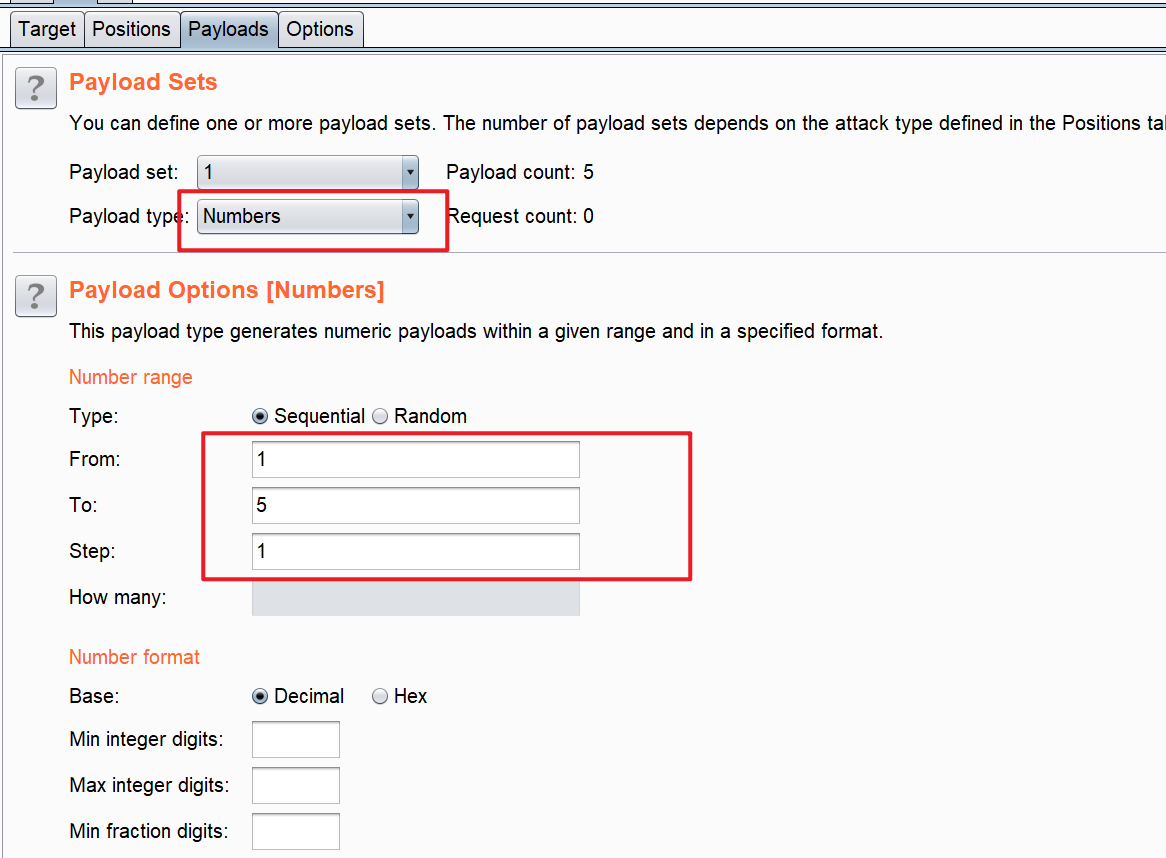 Target Positions Payloads Options
? Payload Sets
You can define one or more payload sets. The number of payload sets depends on the attack type defined in the Positions
Payload set: 1 Payload count: 5
Payload type: Numbers Request count: 0
? Payload Options [Numbers]
This payload type generates numeric payloads within a given range and in a specified format.
Number range
Type: Sequential Random
From: 1
To: 5
Step: 1
How many:
Number format
Base: Decimal Hex
Min integer digits:
Max integer digits:
Min fraction digits: